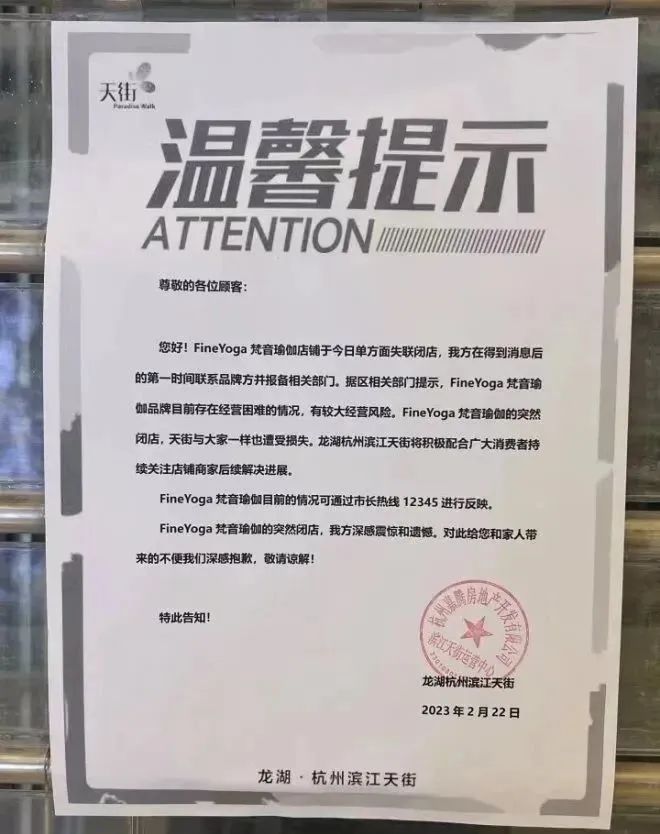 天街
Paradise Walk
温馨提示
ATTENTION
尊敬的各位顾客：
您好！FineYoga 梵音瑜伽店铺于今日单方面失联闭店，我方在得到消息后
的第一时间联系品牌方并报备相关部门。据区相关部门提示，FineYoga 梵音瑜
伽品牌目前存在经营困难的情况，有较大经营风险。FineYoga 梵音瑜伽的突然
闭店，天街与大家一样也遭受损失。龙湖杭州滨江天街将积极配合广大消费者持
续关注店铺商家后续解决进展。
FineYoga 梵音瑜伽目前的情况可通过市长热线 12345 进行反映。
FineYoga 梵音瑜伽的突然闭店，我方深感震惊和遗憾。对此给您和家人带
来的不便我们深感抱歉，敬请谅解！
特此告知！
房地产开发有限公司
滨江天街运营中心
龙湖杭州滨江天街
2023 年 2 月 22 日
龙湖·杭州滨江天街